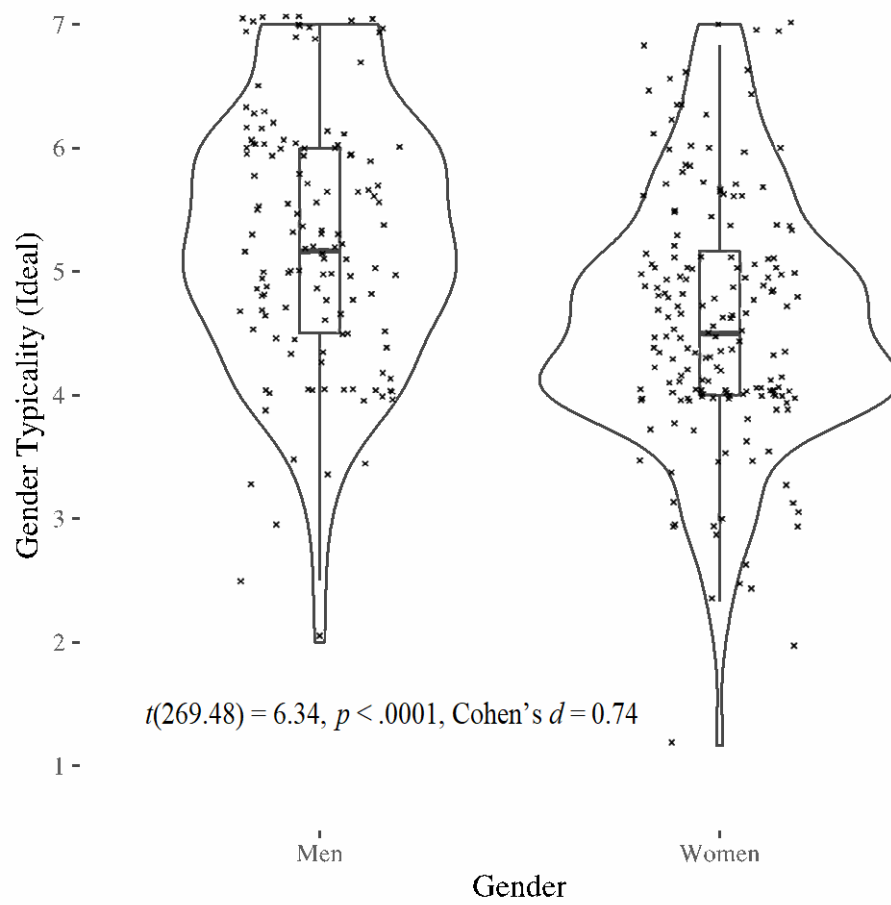 Gender Typicality (Ideal)
7
6
5
4
3
2
1
t(269.48) = 6.34, p < .0001, Cohen’s d = 0.74
Men
Women
Gender